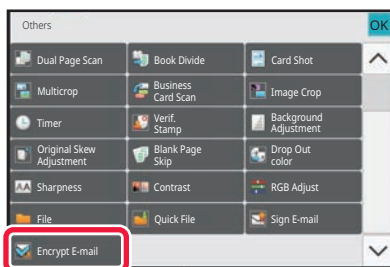 Others
OK
Dual Page Scan
Book Divide
Card Shot
Multicrop
Business
Card Scan
Image Crop
Timer
Verif.
Stamp
Background
Adjustment
Original Skew
Adjustment
Blank Page
Skip
Drop Out
color
Sharpness
Contrast
RGB Adjust
File
Quick File
Sign E-mail
Encrypt E-mail